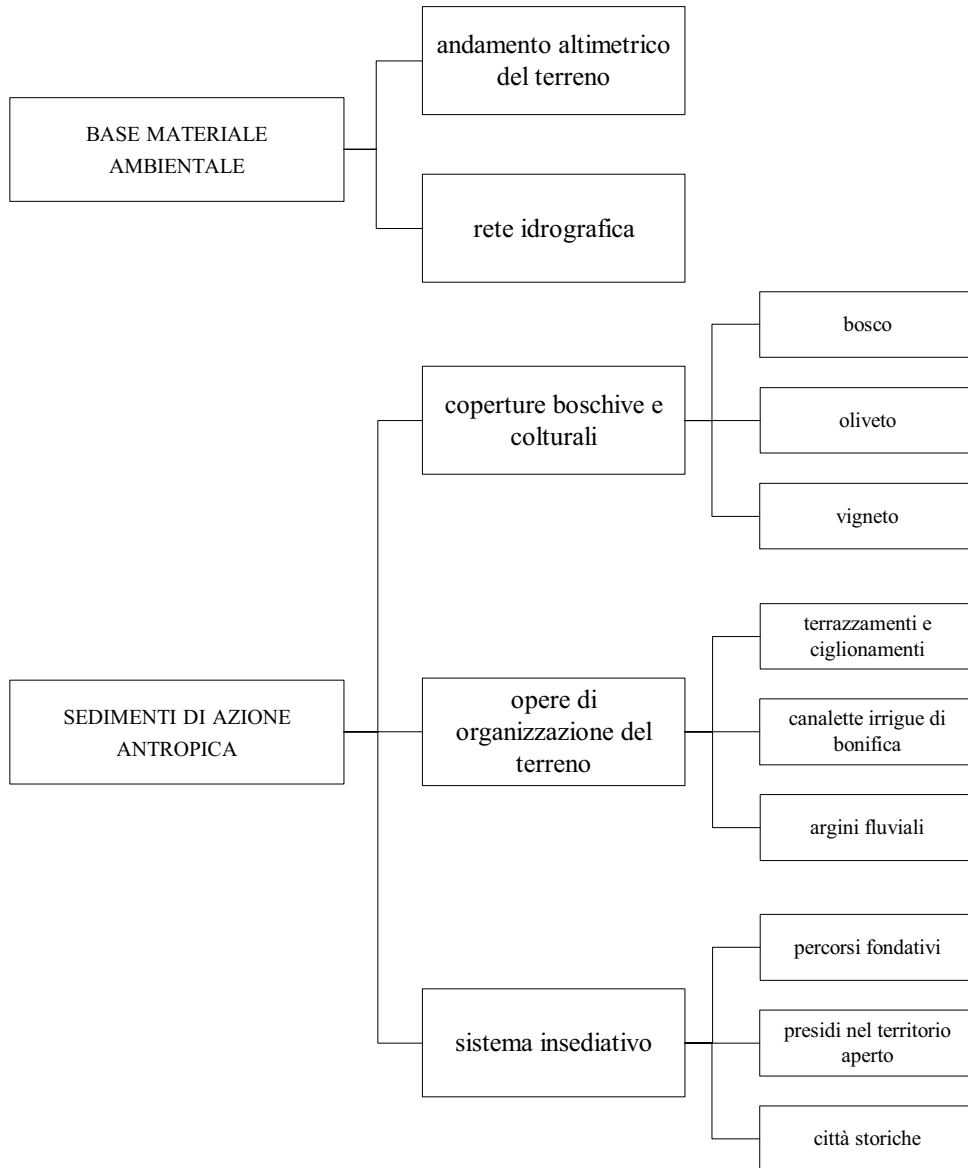 BASE MATERIALE
AMBIENTALE
andamento altimetrico
del terreno
rete idrografica
SEDIMENTI DI AZIONE
ANTROPICA
coperture boschive e
colturali
bosco
oliveto
vigneto
opere di
organizzazione del
terreno
terrazzamenti e
ciglionamenti
canalette irrigue di
bonifica
argini fluviali
sistema insediativo
percorsi fondativi
presidi nel territorio
aperto
città storiche